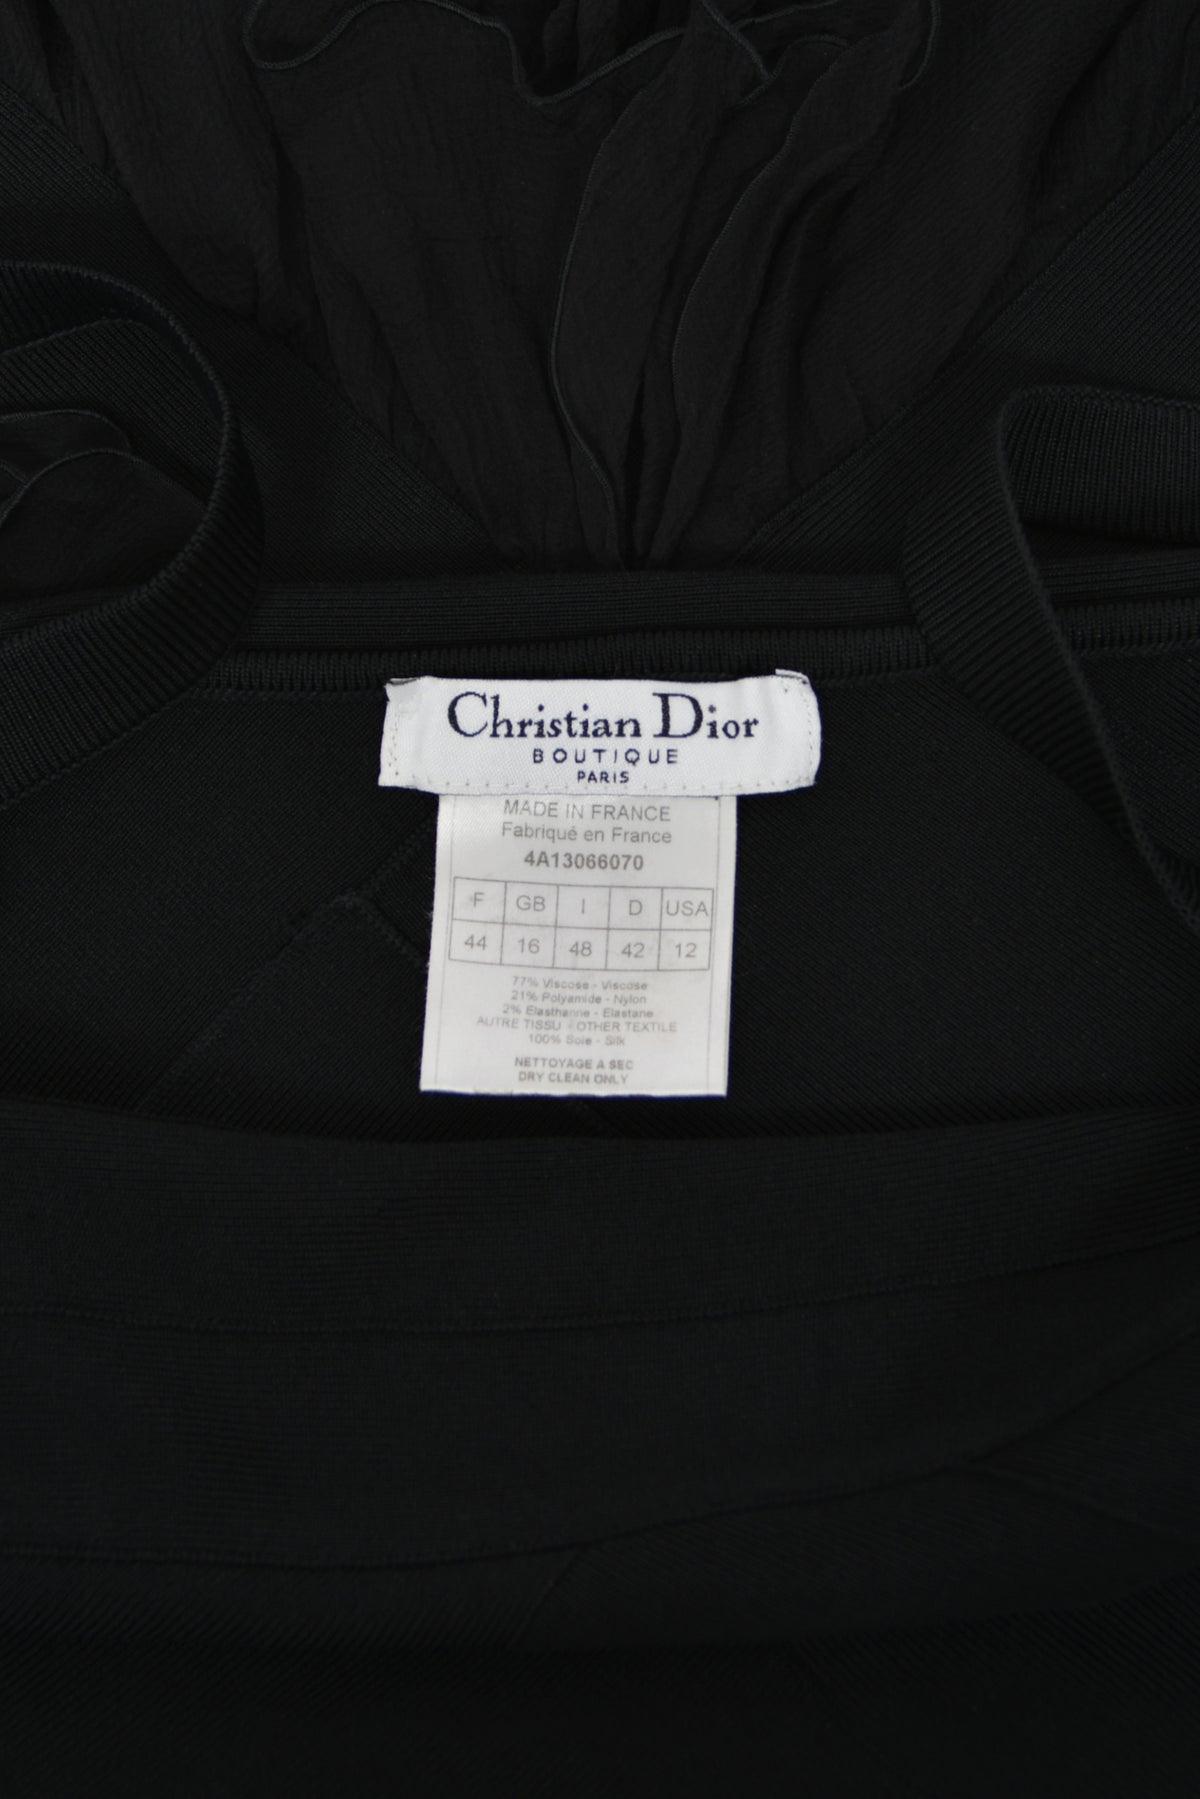 Christian Dior
BOUTIQUE
PARIS
MADE IN FRANCE
Fabriqué en France
4A13066070
F GB I D USA
44 16 48 42 12
77% Viscose - Viscose
21% Polyamide - Nylon
2% Elasthanne - Elastane
AUTRE TISSU - OTHER TEXTILE
100% Soie - Silk
NETTOYAGE A SEC
DRY CLEAN ONLY